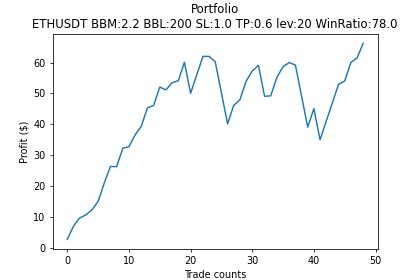 Portfolio
ETHUSDT BBM:2.2 BBL:200 SL:1.0 TP:0.6 lev:20 WinRatio:78.0
60
50
40
30
20
10
0
Profit ($)
0 10 20 30 40 50
Trade counts